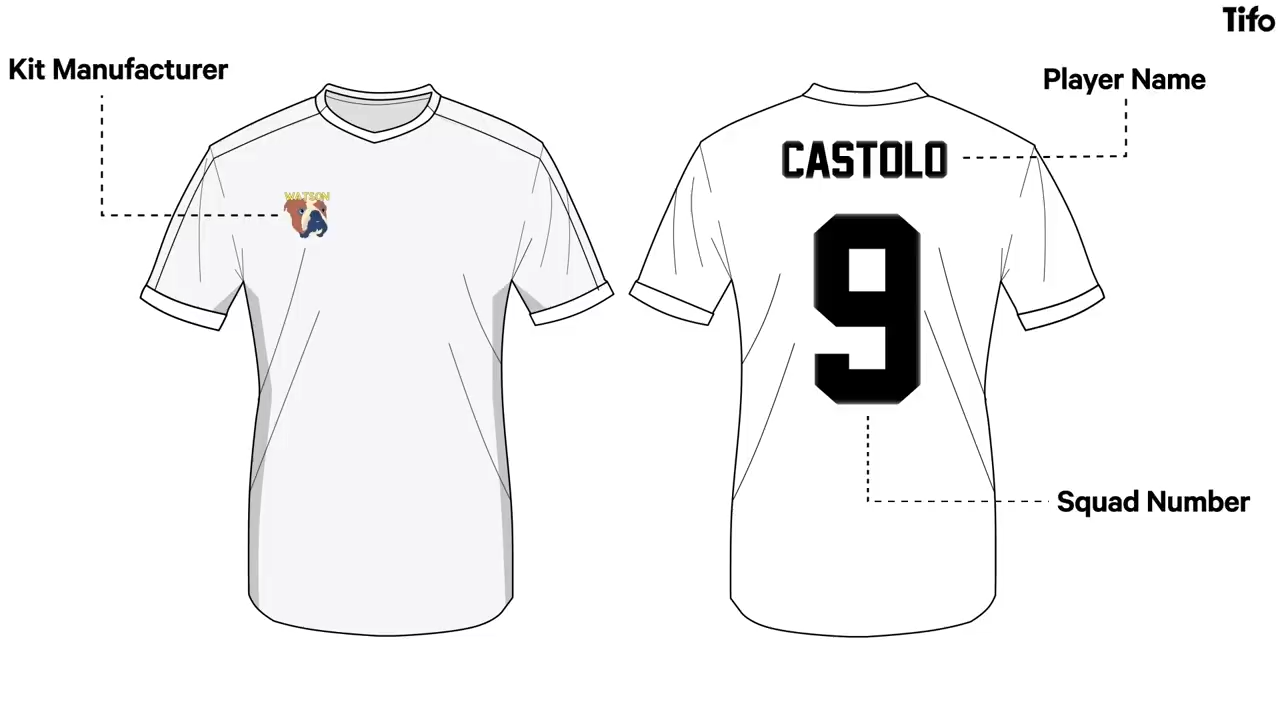 Tifo
Kit Manufacturer
Player Name
CASTOLO
WATSON
9
Squad Number